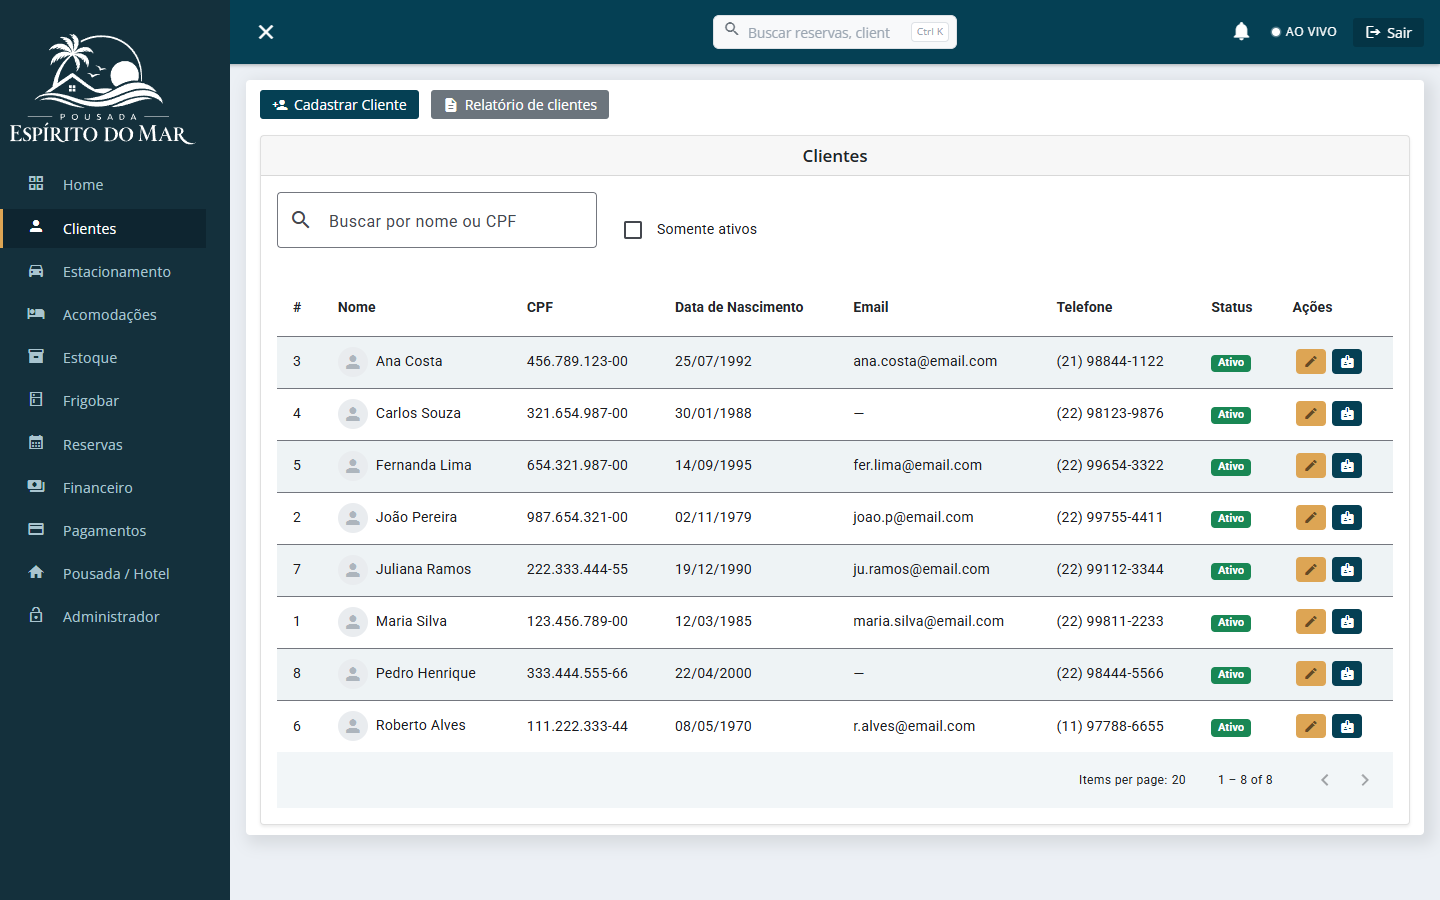 POUSADA
ESPÍRITO DO MAR
Home
Clientes
Estacionamento
Acomodações
Estoque
Frigobar
Reservas
Financeiro
Pagamentos
Pousada / Hotel
Administrador
Buscar reservas, client Ctrl K
AO VIVO
Sair
Cadastrar Cliente
Relatório de clientes
Clientes
Buscar por nome ou CPF
Somente ativos
# Nome CPF Data de Nascimento Email Telefone Status Ações
3 Ana Costa 456.789.123-00 25/07/1992 ana.costa@email.com (21) 98844-1122 Ativo
4 Carlos Souza 321.654.987-00 30/01/1988 — (22) 98123-9876 Ativo
5 Fernanda Lima 654.321.987-00 14/09/1995 fer.lima@email.com (22) 99654-3322 Ativo
2 João Pereira 987.654.321-00 02/11/1979 joao.p@email.com (22) 99755-4411 Ativo
7 Juliana Ramos 222.333.444-55 19/12/1990 ju.ramos@email.com (22) 99112-3344 Ativo
1 Maria Silva 123.456.789-00 12/03/1985 maria.silva@email.com (22) 99811-2233 Ativo
8 Pedro Henrique 333.444.555-66 22/04/2000 — (22) 98444-5566 Ativo
6 Roberto Alves 111.222.333-44 08/05/1970 r.alves@email.com (11) 97788-6655 Ativo
Items per page: 20 1 – 8 of 8